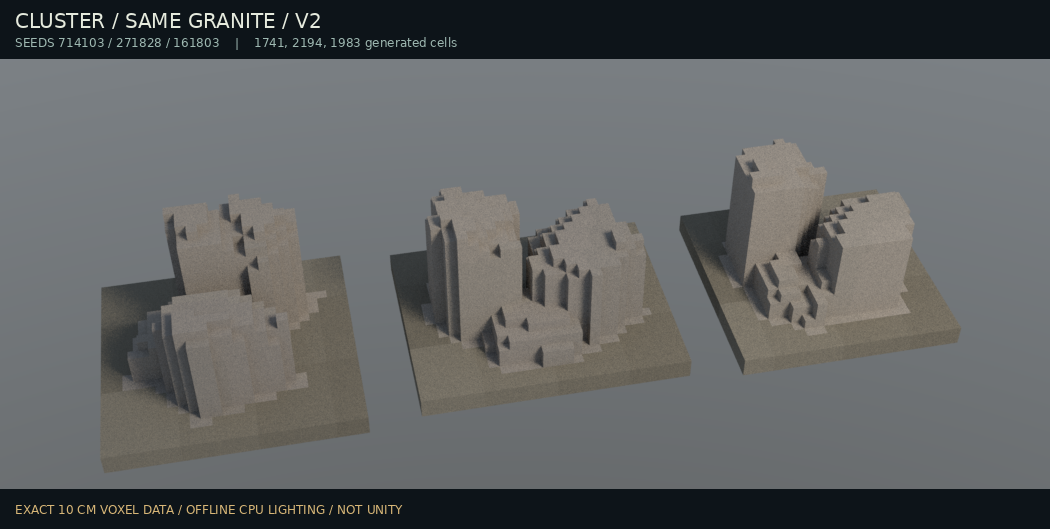 CLUSTER / SAME GRANITE / V2
SEEDS 714103 / 271828 / 161803 | 1741, 2194, 1983 generated cells
EXACT 10 CM VOXEL DATA / OFFLINE CPU LIGHTING / NOT UNITY